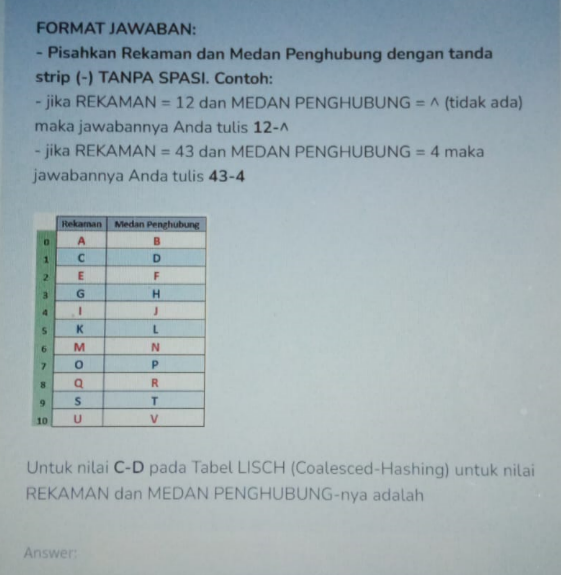 FORMAT JAWABAN:
- Pisahkan Rekaman dan Medan Penghubung dengan tanda
strip (-) TANPA SPASI. Contoh:
- jika REKAMAN = 12 dan MEDAN PENGHUBUNG = ^ (tidak ada)
maka jawabannya Anda tulis 12-^
- jika REKAMAN = 43 dan MEDAN PENGHUBUNG = 4 maka
jawabannya Anda tulis 43-4
Rekaman Medan Penghubung
0 A B
1 C D
2 E F
3 G H
4 I J
5 K L
6 M N
7 O P
8 Q R
9 S T
10 U V
Untuk nilai C-D pada Tabel LISCH (Coalesced-Hashing) untuk nilai
REKAMAN dan MEDAN PENGHUBUNG-nya adalah
Answer: